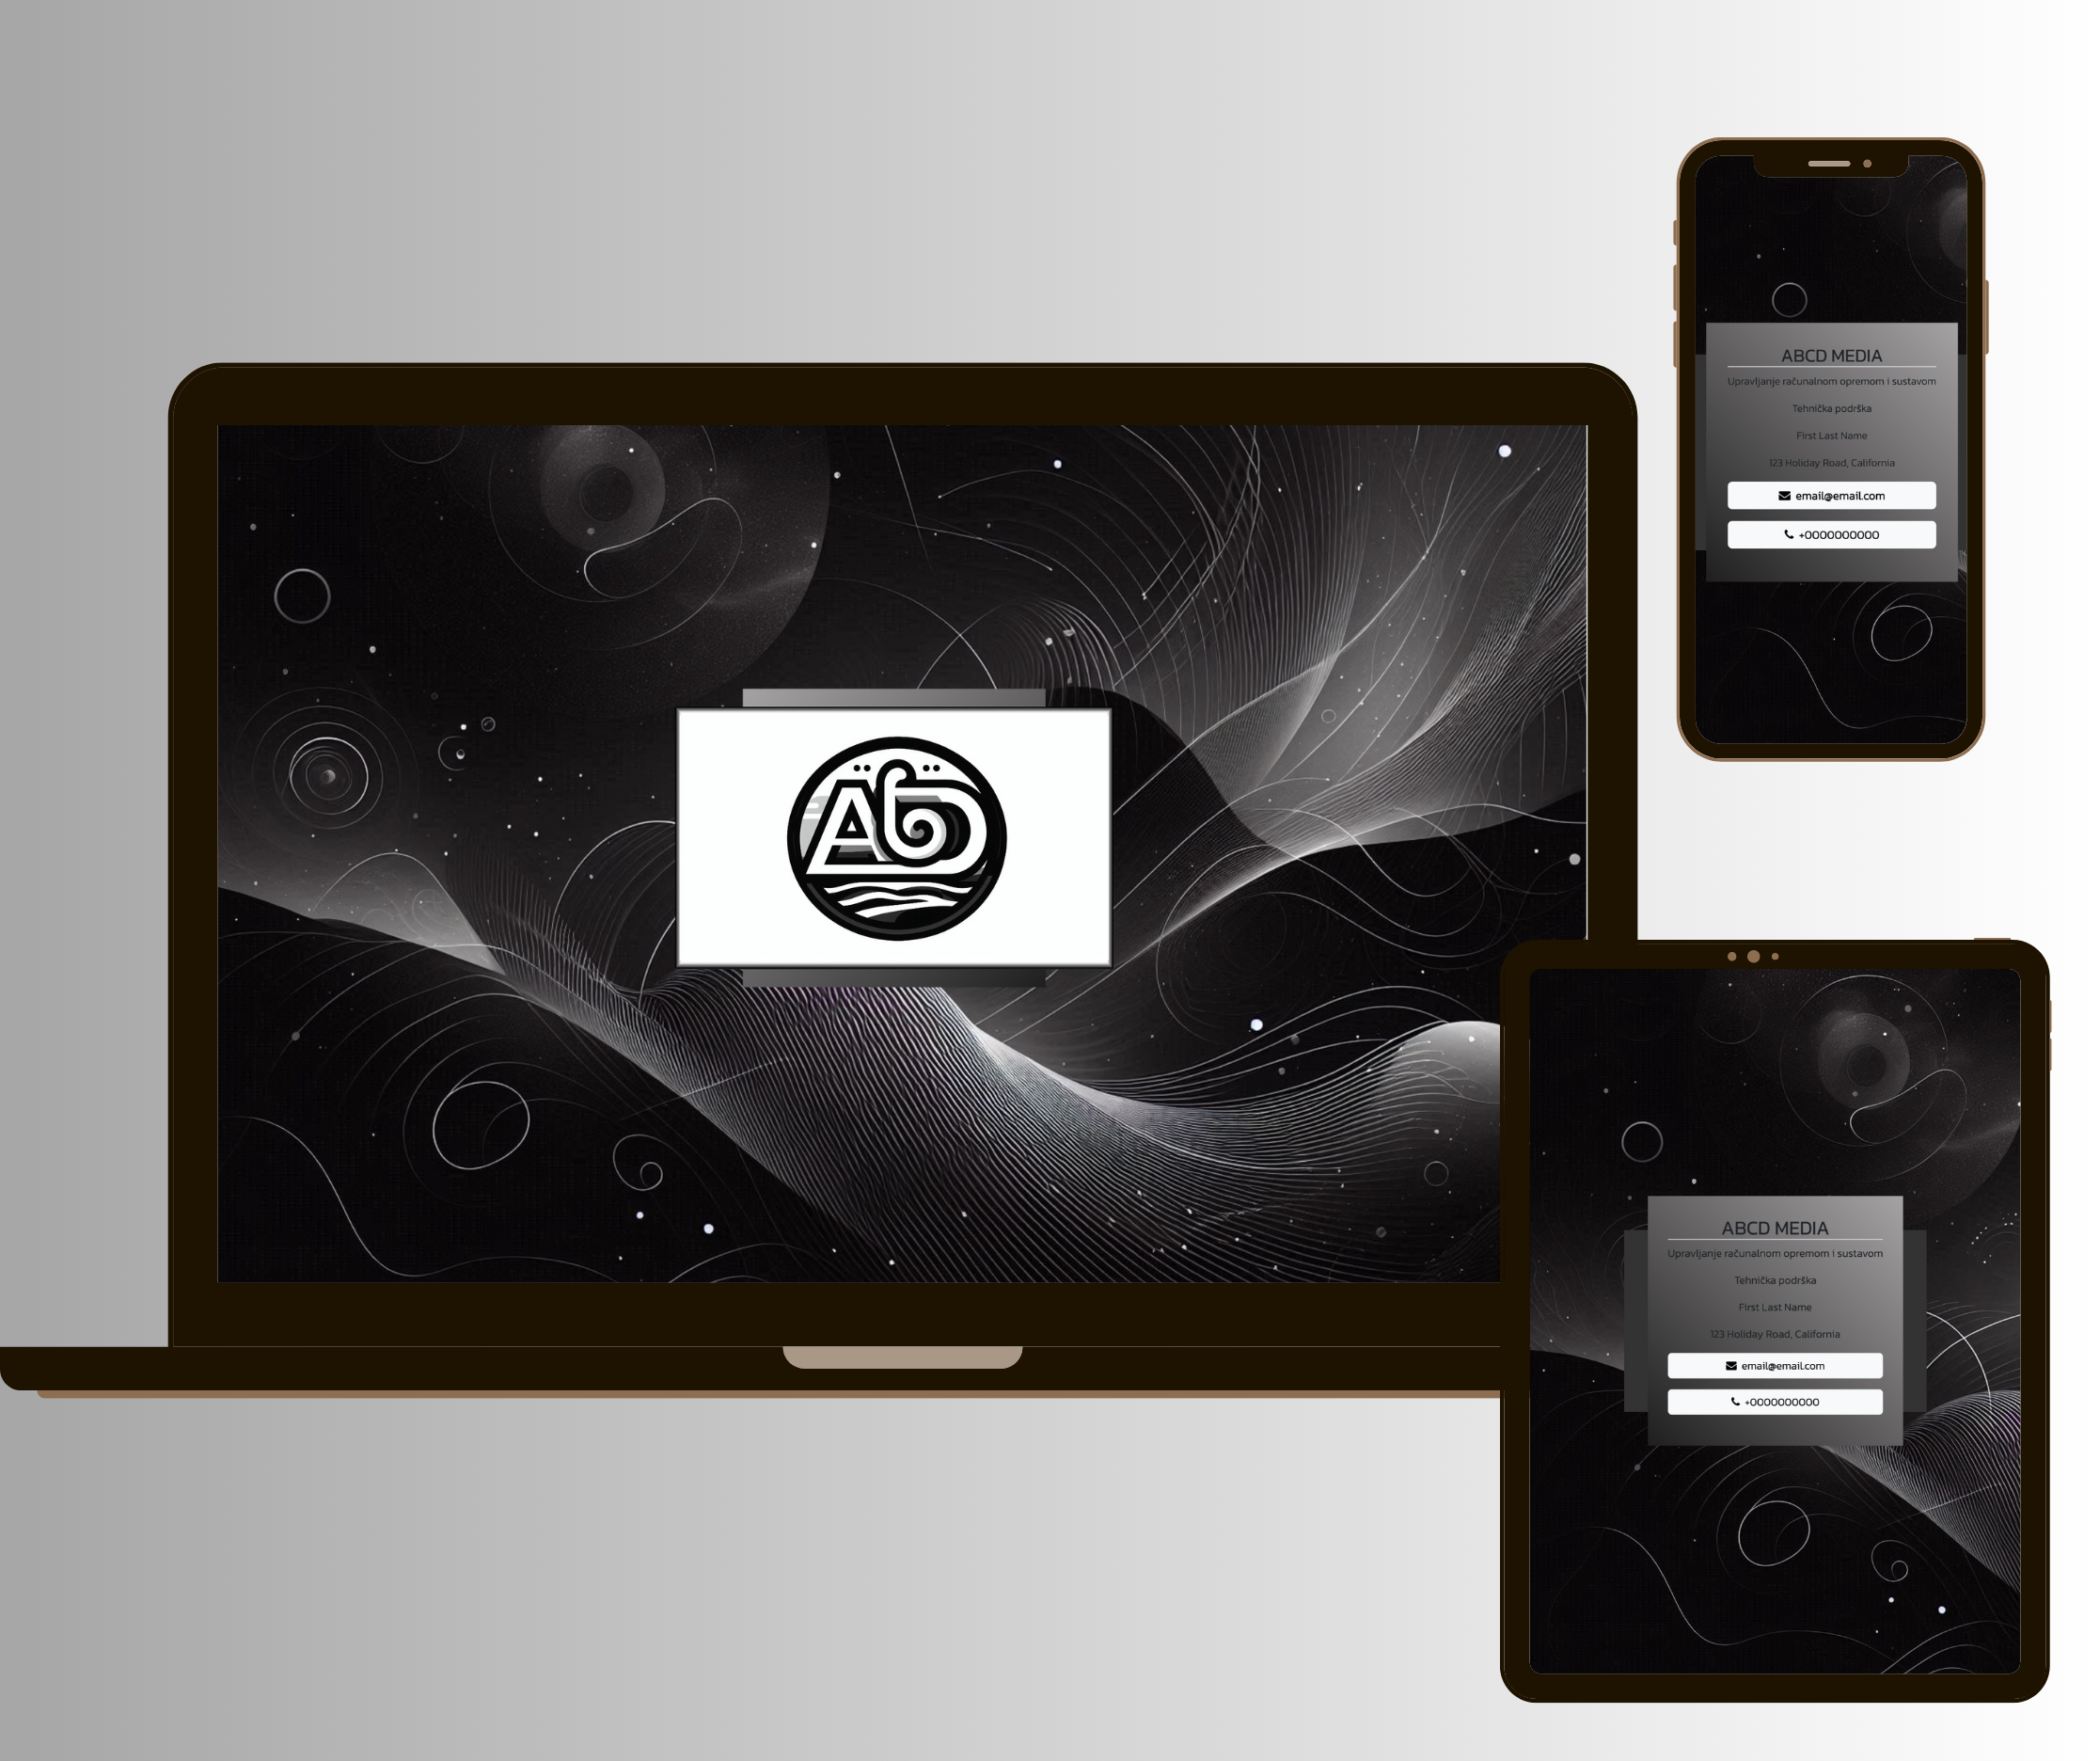 AbD
ABCD MEDIA
Upravljanje računalnom opremom i sustavom
Tehnička podrška
First Last Name
123 Holiday Road, California
email@email.com
+0000000000
ABCD MEDIA
Upravljanje računalnom opremom i sustavom
Tehnička podrška
First Last Name
123 Holiday Road, California
email@email.com
+0000000000